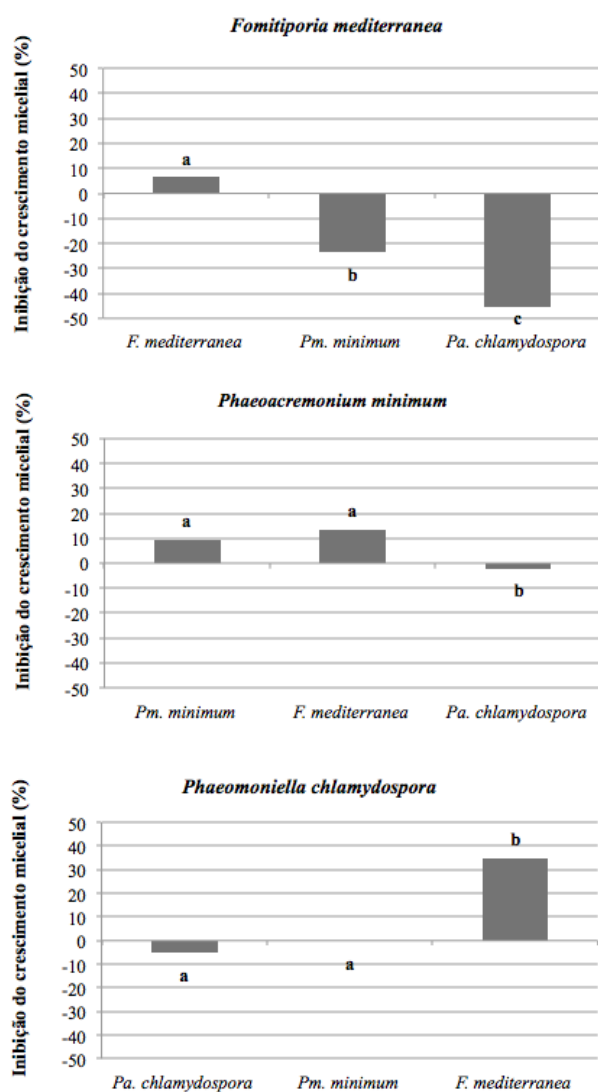 Fomitiporia mediterranea
Inibição do crescimento micelial (%)
50
40
30
20
10
0
-10
-20
-30
-40
-50
a
b
c
F. mediterranea Pm. minimum Pa. chlamydospora
Phaeoacremonium minimum
Inibição do crescimento micelial (%)
50
40
30
20
10
0
-10
-20
-30
-40
-50
a a b
Pm. minimum F. mediterranea Pa. chlamydospora
Phaeomoniella chlamydospora
Inibição do crescimento micelial (%)
50
40
30
20
10
0
-10
-20
-30
-40
-50
a a b
Pa. chlamydospora Pm. minimum F. mediterranea